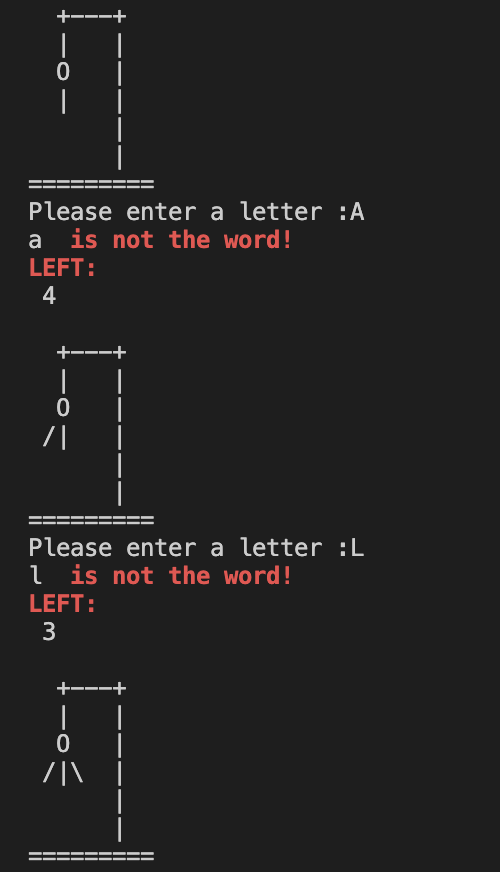 +---+
  |   |
  O   |
  |   |
      |
      |
=========
Please enter a letter :A
a  is not the word!
LEFT:
 4
  +---+
  |   |
  O   |
 /|   |
      |
      |
=========
Please enter a letter :L
l  is not the word!
LEFT:
 3
  +---+
  |   |
  O   |
 /|\  |
      |
      |
=========